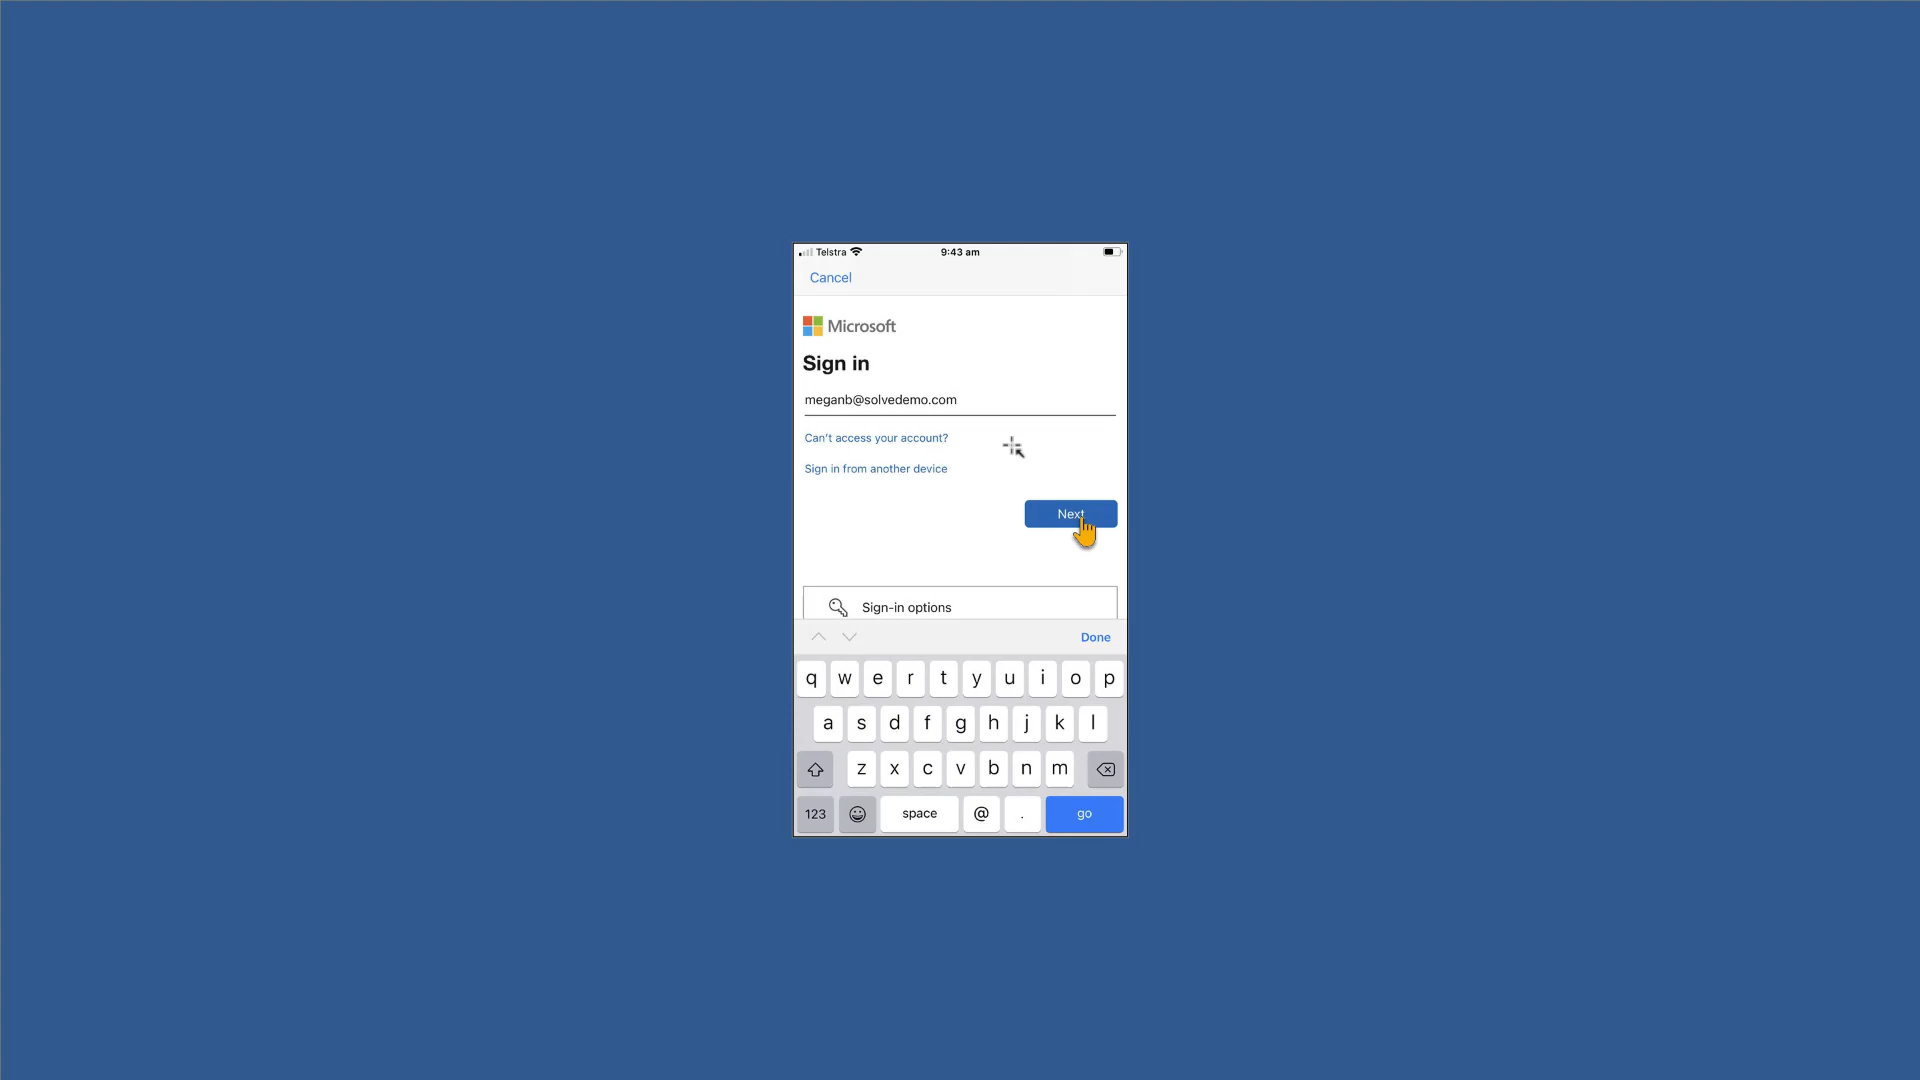 Telstra 9:43 am
Cancel
Microsoft
Sign in
meganb@solvedemo.com
Can't access your account?
Sign in from another device
Next
Sign-in options
Done
q w e r t y u i o p
a s d f g h j k l
z x c v b n m
123 space @ . go